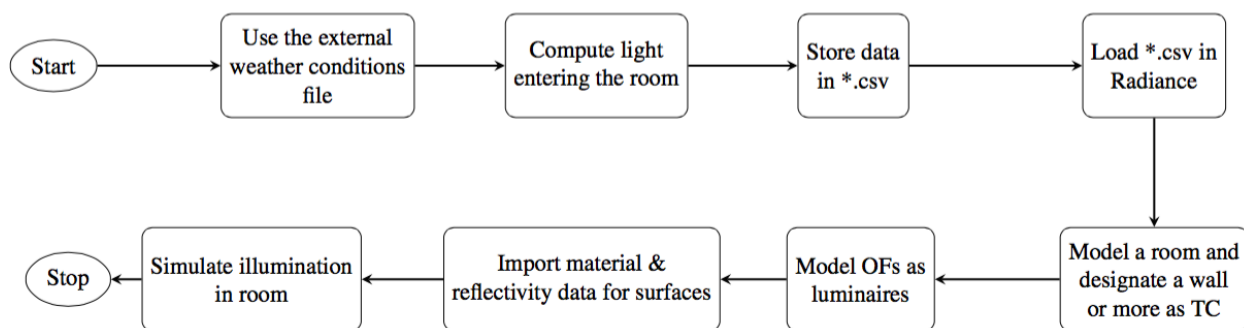 Start
Use the external
weather conditions
file
Compute light
entering the room
Store data
in *.csv
Load *.csv in
Radiance
Model a room and
designate a wall
or more as TC
Model OFs as
luminaires
Import material &
reflectivity data for surfaces
Simulate illumination
in room
Stop